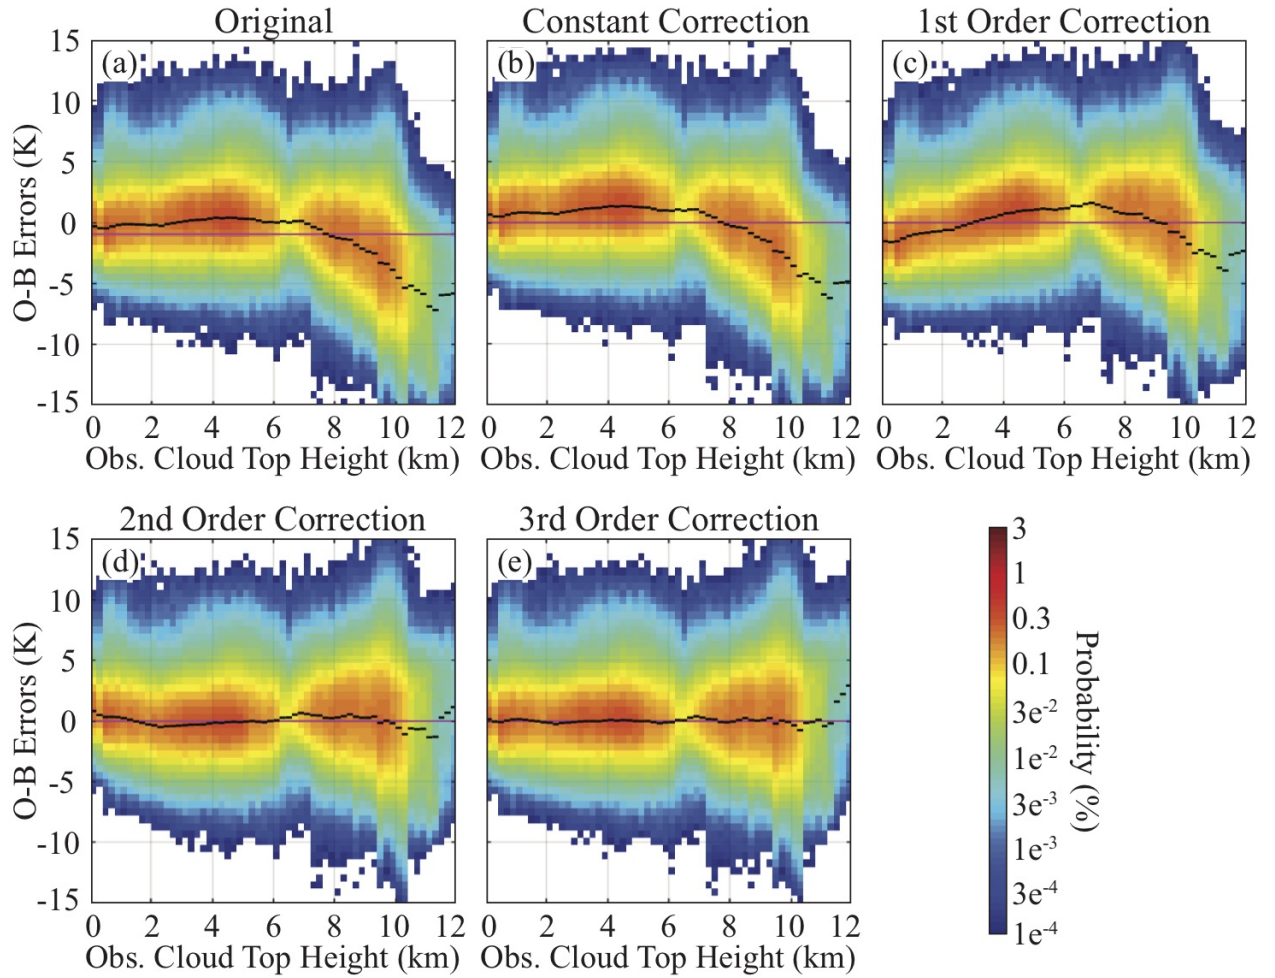 Original
Constant Correction
1st Order Correction
(a)
(b)
(c)
O-B Errors (K)
15
10
5
0
-5
-10
-15
0 2 4 6 8 10 12
0 2 4 6 8 10 12
0 2 4 6 8 10 12
Obs. Cloud Top Height (km)
Obs. Cloud Top Height (km)
Obs. Cloud Top Height (km)
2nd Order Correction
3rd Order Correction
(d)
(e)
O-B Errors (K)
15
10
5
0
-5
-10
-15
0 2 4 6 8 10 12
0 2 4 6 8 10 12
Obs. Cloud Top Height (km)
Obs. Cloud Top Height (km)
3
1
0.3
0.1
3e-2
1e-2
3e-3
1e-3
3e-4
1e-4
Probability (%)